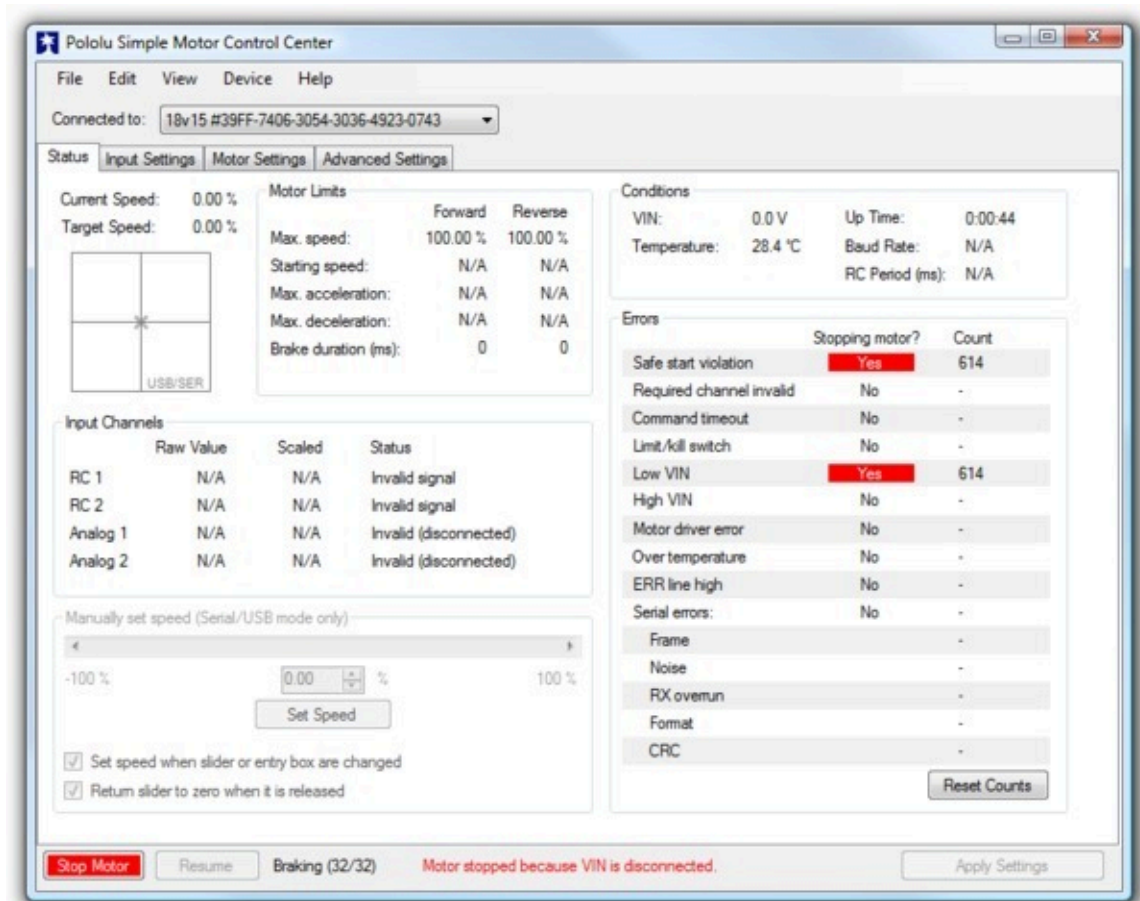 Pololu Simple Motor Control Center
File Edit View Device Help
Connected to: 18v15 #39FF-7406-3054-3036-4923-0743
Status Input Settings Motor Settings Advanced Settings
Current Speed: 0.00 %
Target Speed: 0.00 %
USB/SER
Motor Limits
Forward Reverse
Max. speed: 100.00 % 100.00 %
Starting speed: N/A N/A
Max. acceleration: N/A N/A
Max. deceleration: N/A N/A
Brake duration (ms): 0 0
Input Channels
Raw Value Scaled Status
RC 1 N/A N/A Invalid signal
RC 2 N/A N/A Invalid signal
Analog 1 N/A N/A Invalid (disconnected)
Analog 2 N/A N/A Invalid (disconnected)
Manually set speed (Serial/USB mode only)
-100 % 0.00 % 100 %
Set Speed
Set speed when slider or entry box are changed
Return slider to zero when it is released
Conditions
VIN: 0.0 V Up Time: 0:00:44
Temperature: 28.4 °C Baud Rate: N/A
RC Period (ms): N/A
Errors
Stopping motor? Count
Safe start violation Yes 614
Required channel invalid No -
Command timeout No -
Limit/kill switch No -
Low VIN Yes 614
High VIN No -
Motor driver error No -
Over temperature No -
ERR line high No -
Serial errors: No -
Frame -
Noise -
RX overrun -
Format -
CRC -
Reset Counts
Stop Motor Resume Braking (32/32) Motor stopped because VIN is disconnected. Apply Settings